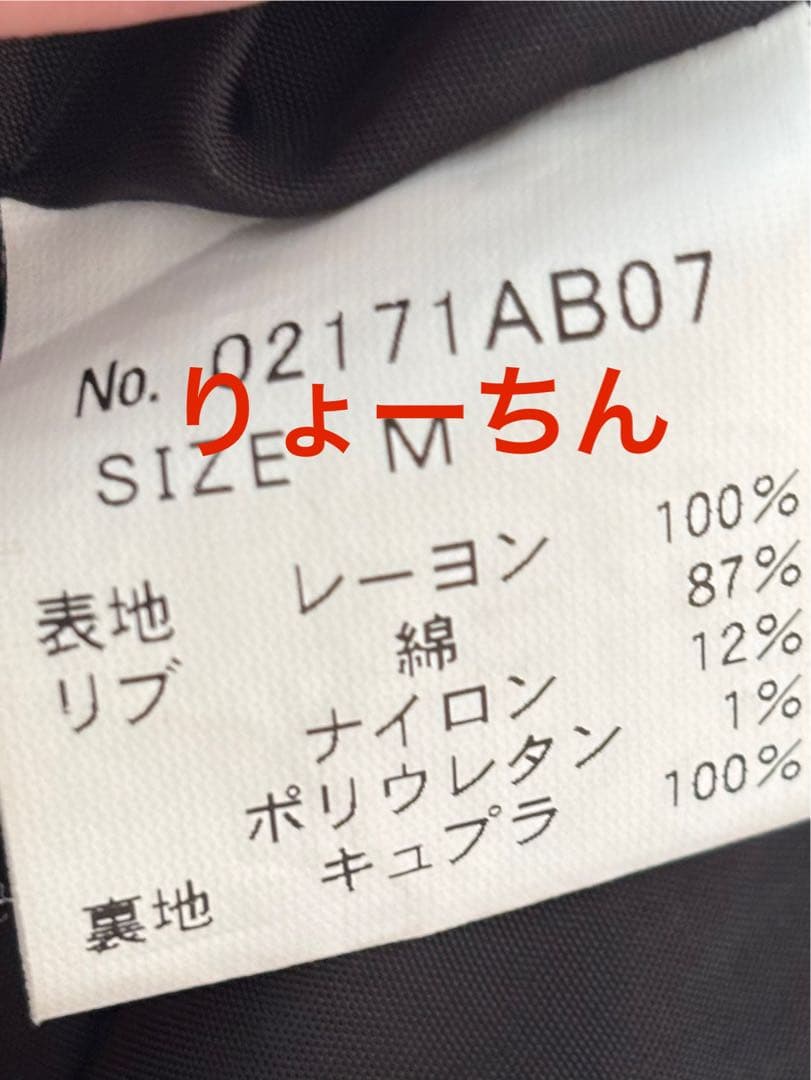 No. 02171AB07
りょーちん
SIZE M
表地 レーヨン 100%
リブ 綿 87%
ナイロン 12%
ポリウレタン 1%
裏地 キュプラ 100%